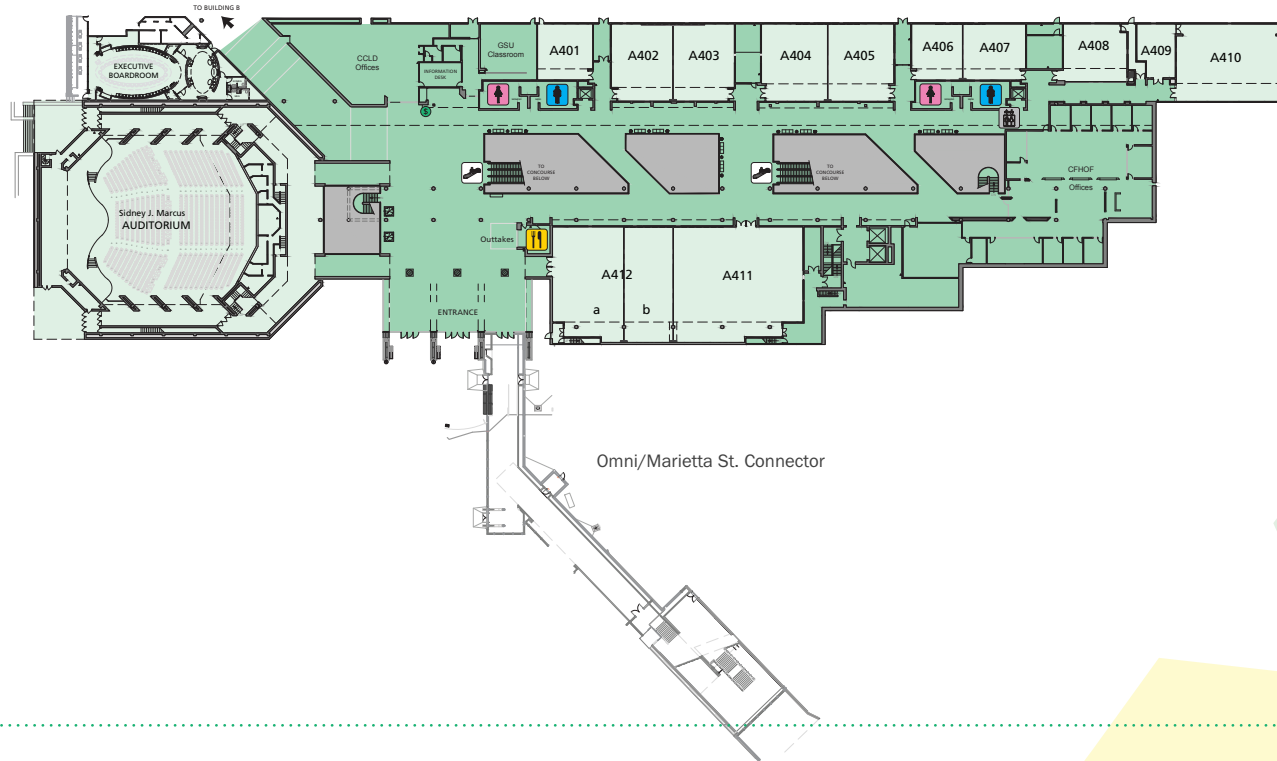 TO BUILDING B
EXECUTIVE
BOARDROOM
CCLD
Offices
INFORMATION
DESK
GSU
Classroom
A401
A402
A403
A404
A405
A406
A407
A408
A409
A410
$
TO
CONCOURSE
BELOW
TO
CONCOURSE
BELOW
CFHOF
Offices
Sidney J. Marcus
AUDITORIUM
Outtakes
A412
a
b
A411
ENTRANCE
Omni/Marietta St. Connector